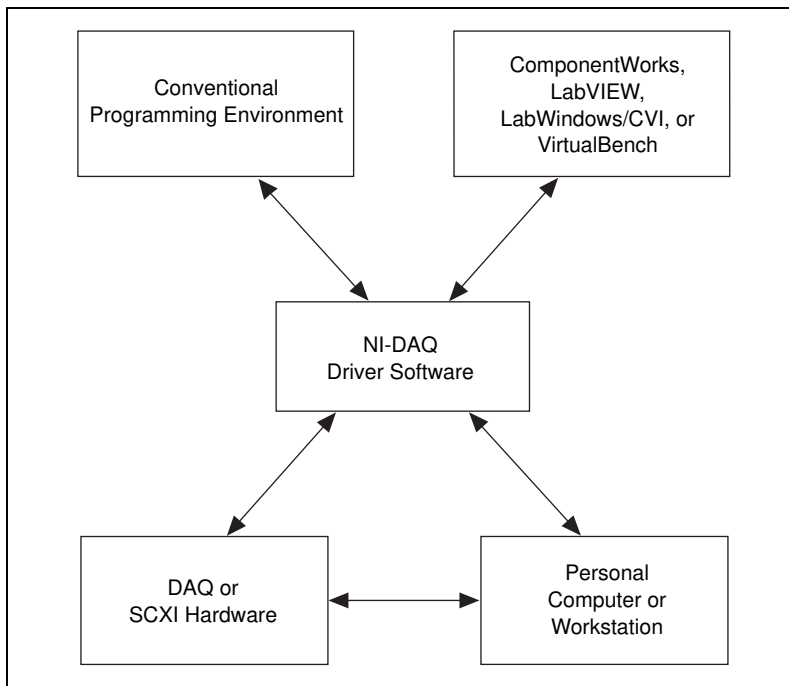 Conventional
Programming Environment
ComponentWorks,
LabVIEW,
LabWindows/CVI, or
VirtualBench
NI-DAQ
Driver Software
DAQ or
SCXI Hardware
Personal
Computer or
Workstation